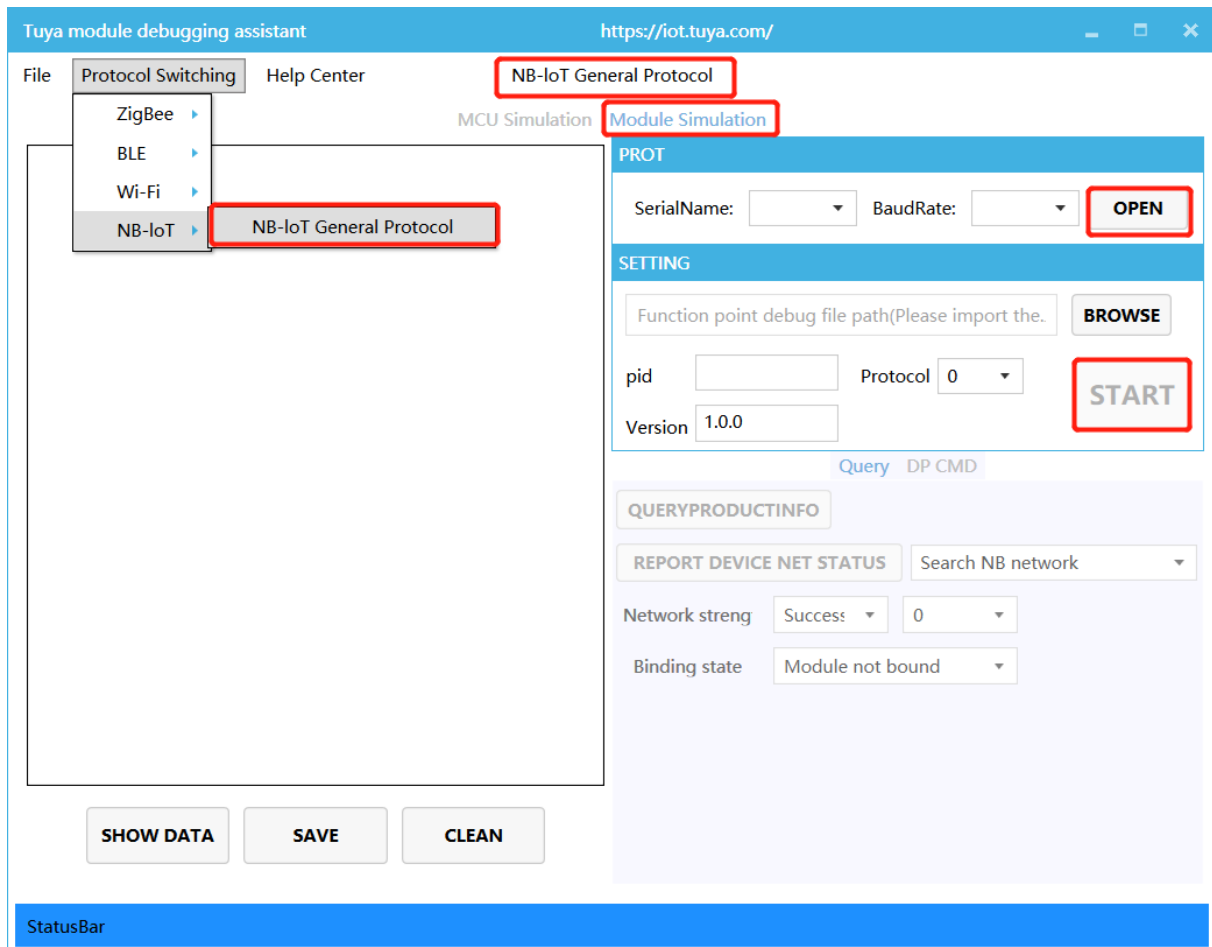 Tuya module debugging assistant https://iot.tuya.com/
File Protocol Switching Help Center NB-IoT General Protocol
ZigBee
BLE
Wi-Fi
NB-IoT NB-IoT General Protocol
MCU Simulation Module Simulation
PROT
SerialName: BaudRate: OPEN
SETTING
Function point debug file path(Please import the.. BROWSE
pid Protocol 0
START
Version 1.0.0
Query DP CMD
QUERYPRODUCTINFO
REPORT DEVICE NET STATUS Search NB network
Network streng Success 0
Binding state Module not bound
SHOW DATA SAVE CLEAN
StatusBar